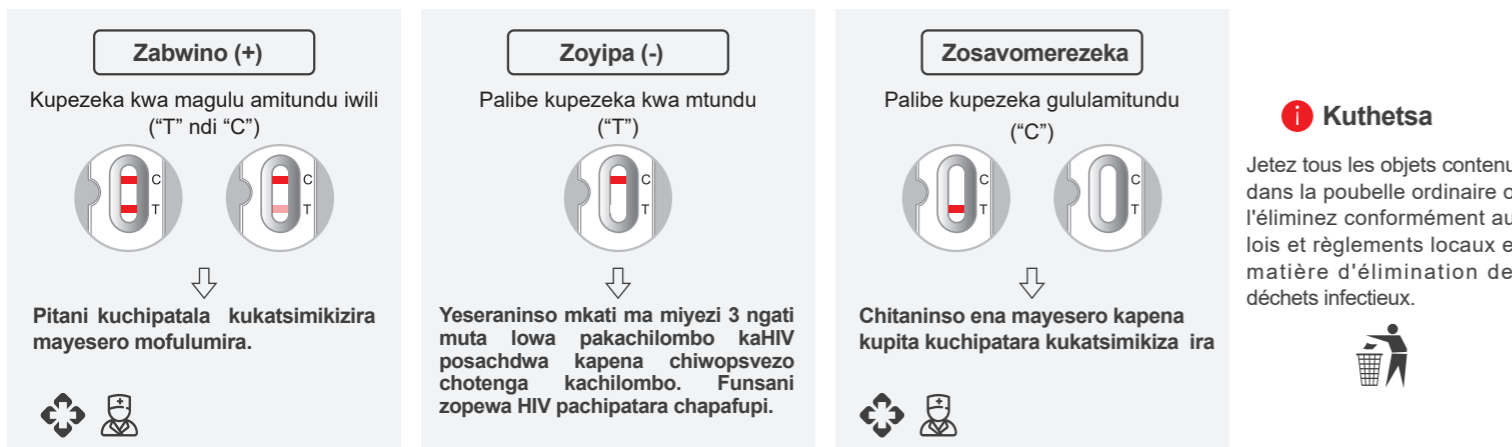 Zabwino (+)
Kupezeka kwa magulu amitundu iwili
(“T” ndi “C”)
C
T
C
T
Pitani kuchipatala kukatsimikizira
mayesero mofulumira.
Zoyipa (-)
Palibe kupezeka kwa mtundu
(“T”)
C
T
Yeseraninso mkati ma miyezi 3 ngati
muta lowa pakachilombo kaHIV
posachdwa kapena chiwopsvezo
chotenga kachilombo. Funsani
zopewa HIV pachipatara chapafupi.
Zosavomerezeka
Palibe kupezeka gululamitundu
(“C”)
C
T
C
T
Chitaninso ena mayesero kapena
kupita kuchipatara kukatsimikiza ira
i Kuthetsa
Jetez tous les objets contenu
dans la poubelle ordinaire o
l'éliminez conformément au
lois et règlements locaux e
matière d'élimination de
déchets infectieux.